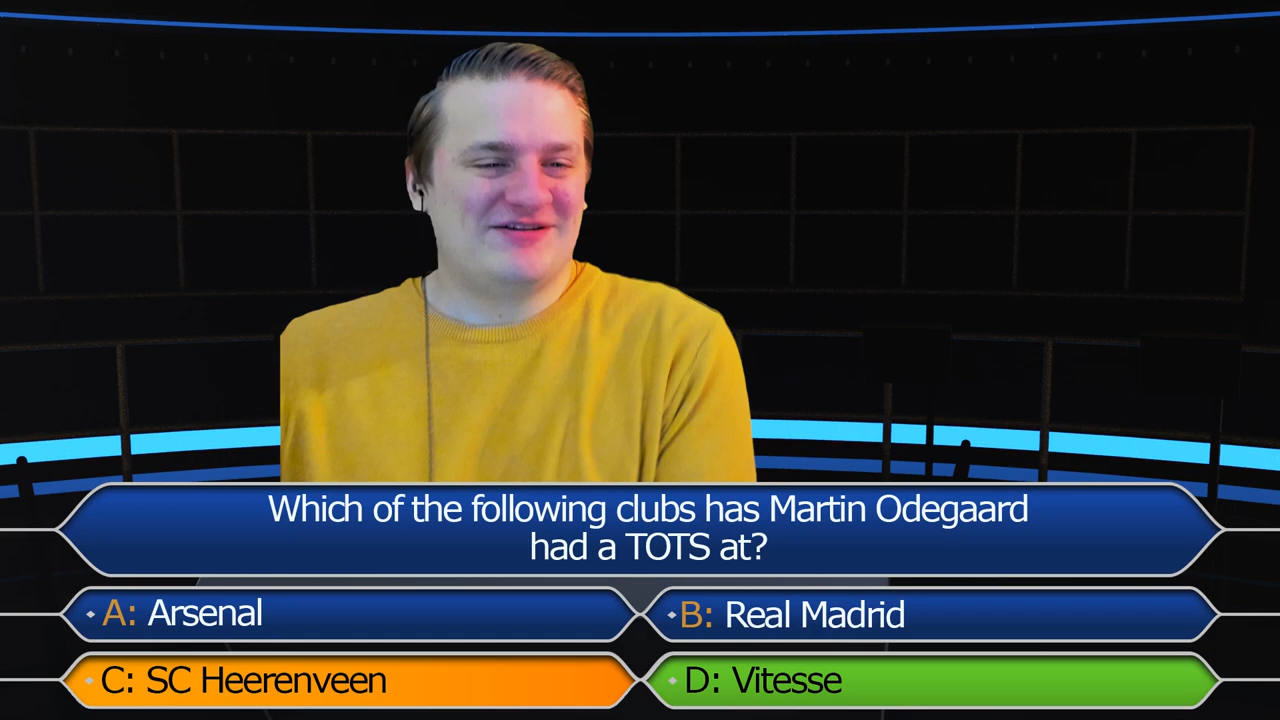 Which of the following clubs has Martin Odegaard
had a TOTS at?
A: Arsenal
B: Real Madrid
C: SC Heerenveen
D: Vitesse